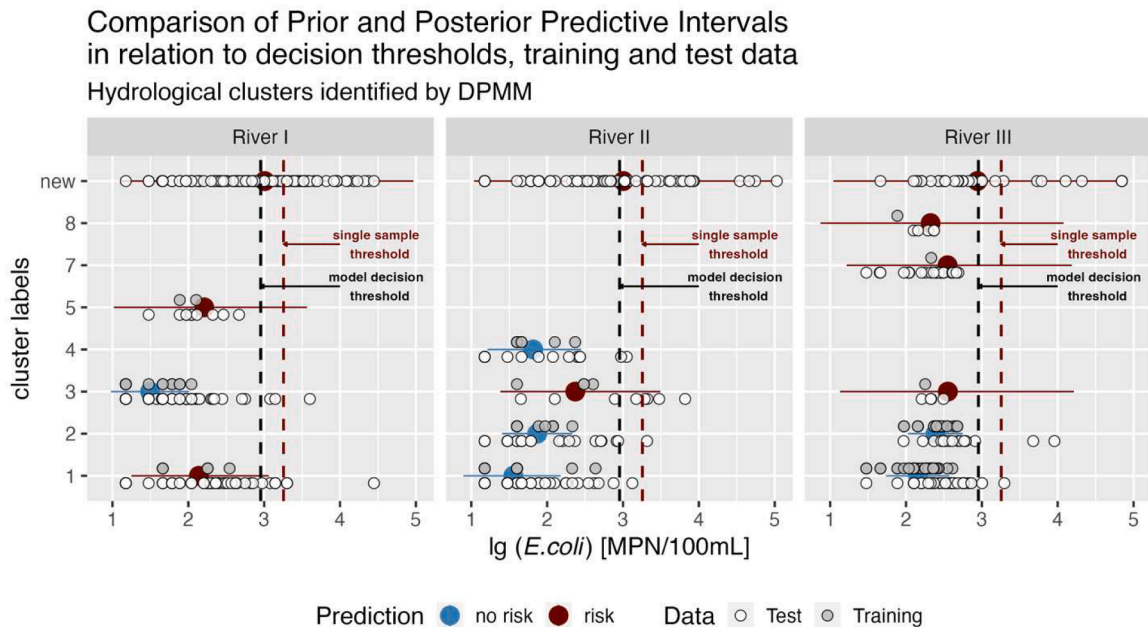 Comparison of Prior and Posterior Predictive Intervals
in relation to decision thresholds, training and test data
Hydrological clusters identified by DPMM
River I
River II
River III
cluster labels
new
8
7
5
4
3
2
1
single sample
threshold
model decision
threshold
single sample
threshold
model decision
threshold
single sample
threshold
model decision
threshold
1 2 3 4 5
1 2 3 4 5
1 2 3 4 5
lg (E.coli) [MPN/100mL]
Prediction no risk risk Data Test Training